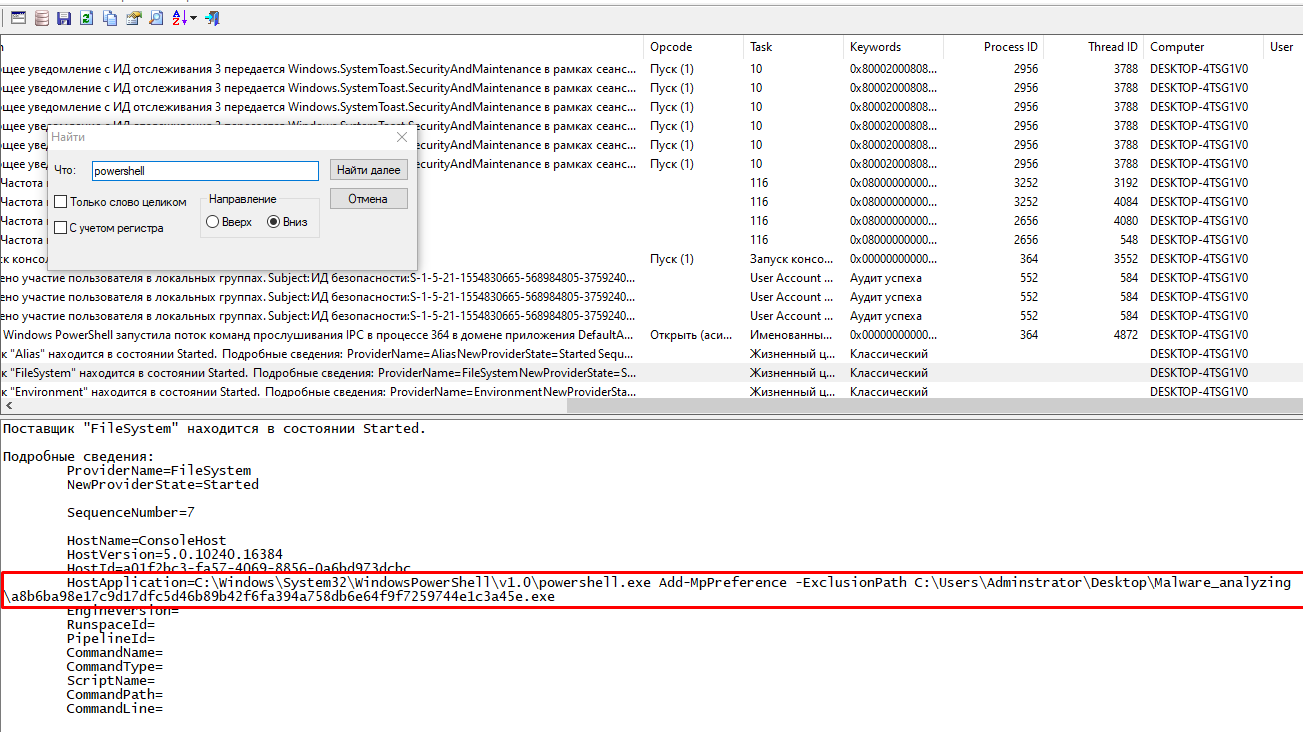 n Opcode Task Keywords Process ID Thread ID Computer User
щее уведомление с ИД отслеживания 3 передается Windows.SystemToast.SecurityAndMaintenance в рамках сеанс... Пуск (1) 10 0x80002000808... 2956 3788 DESKTOP-4TSG1V0
щее уведомление с ИД отслеживания 3 передается Windows.SystemToast.SecurityAndMaintenance в рамках сеанс... Пуск (1) 10 0x80002000808... 2956 3788 DESKTOP-4TSG1V0
щее уведомление с ИД отслеживания 3 передается Windows.SystemToast.SecurityAndMaintenance в рамках сеанс... Пуск (1) 10 0x80002000808... 2956 3788 DESKTOP-4TSG1V0
щее уведомление с ИД отслеживания 3 передается Windows.SystemToast.SecurityAndMaintenance в рамках сеанс... Пуск (1) 10 0x80002000808... 2956 3788 DESKTOP-4TSG1V0
щее уве ecurityAndMaintenance в рамках сеанс... Пуск (1) 10 0x80002000808... 2956 3788 DESKTOP-4TSG1V0
щее уве ecurityAndMaintenance в рамках сеанс... Пуск (1) 10 0x80002000808... 2956 3788 DESKTOP-4TSG1V0
Частота 116 0x08000000000... 3252 3192 DESKTOP-4TSG1V0
Частота 116 0x08000000000... 3252 4084 DESKTOP-4TSG1V0
Частота 116 0x08000000000... 2656 4080 DESKTOP-4TSG1V0
Частота 116 0x08000000000... 2656 548 DESKTOP-4TSG1V0
ск консол Пуск (1) Запуск консо... 0x00000000000... 364 3552 DESKTOP-4TSG1V0
ено участие пользователя в локальных группах. Subject: ИД безопасности:S-1-5-21-1554830665-568984805-3759240... User Account ... Аудит успеха 552 584 DESKTOP-4TSG1V0
ено участие пользователя в локальных группах. Subject: ИД безопасности:S-1-5-21-1554830665-568984805-3759240... User Account ... Аудит успеха 552 584 DESKTOP-4TSG1V0
ено участие пользователя в локальных группах. Subject: ИД безопасности:S-1-5-21-1554830665-568984805-3759240... User Account ... Аудит успеха 552 584 DESKTOP-4TSG1V0
Windows PowerShell запустила поток команд прослушивания IPC в процессе 364 в домене приложения DefaultA... Открыть (аси... Именованны... 0x00000000000... 364 4872 DESKTOP-4TSG1V0
к "Alias" находится в состоянии Started. Подробные сведения: ProviderName=Alias NewProviderState=Started Sequ... Жизненный ц... Классический DESKTOP-4TSG1V0
к "FileSystem" находится в состоянии Started. Подробные сведения: ProviderName=FileSystem NewProviderState=S... Жизненный ц... Классический DESKTOP-4TSG1V0
к "Environment" находится в состоянии Started. Подробные сведения: ProviderName=Environment NewProviderSta... Жизненный ц... Классический DESKTOP-4TSG1V0
Найти
Что: powershell Найти далее
Только слово целиком Направление Отмена
С учетом регистра Вверх Вниз
Поставщик "FileSystem" находится в состоянии Started.
Подробные сведения:
ProviderName=FileSystem
NewProviderState=Started
SequenceNumber=7
HostName=ConsoleHost
HostVersion=5.0.10240.16384
HostId=a01f2bc3-fa57-4069-8856-0a6bd973dcbc
HostApplication=C:\Windows\System32\WindowsPowerShell\v1.0\powershell.exe Add-MpPreference -ExclusionPath C:\Users\Adminstrator\Desktop\Malware_analyzing
\a8b6ba98e17c9d17dfc5d46b89b42f6fa394a758db6e64f9f7259744e1c3a45e.exe
EngineVersion=
RunspaceId=
PipelineId=
CommandName=
CommandType=
ScriptName=
CommandPath=
CommandLine=